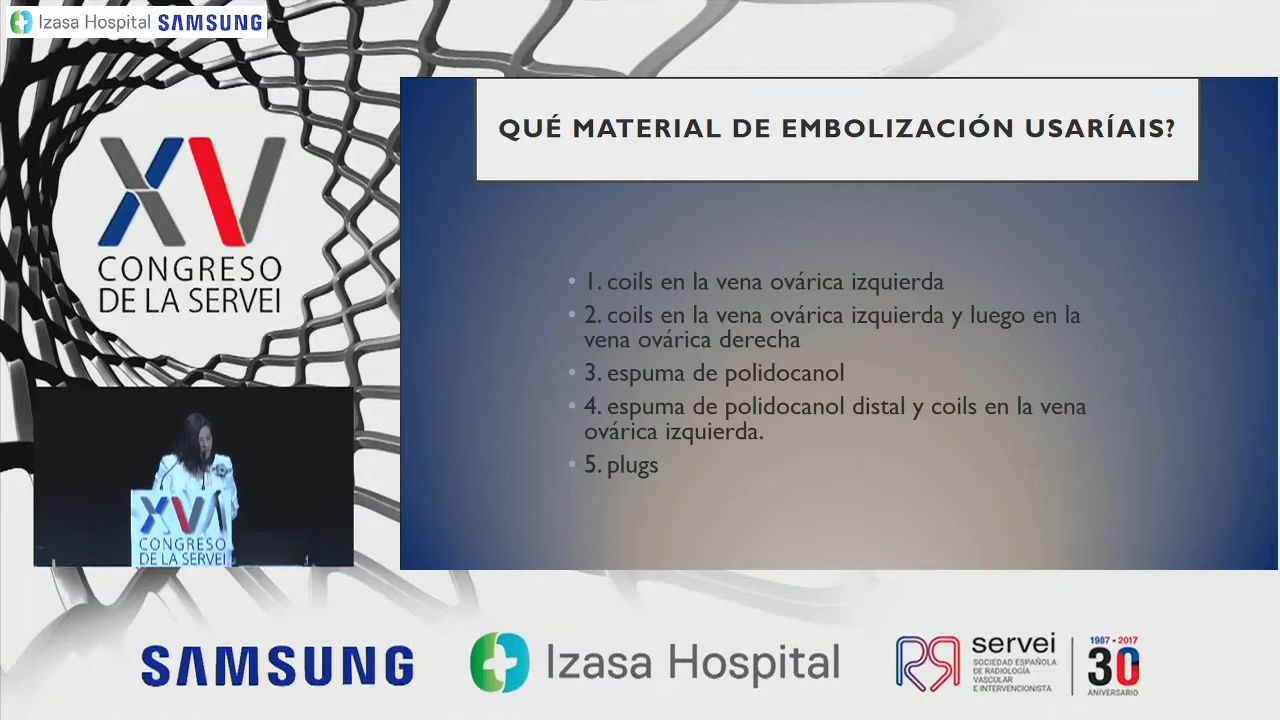 Izasa Hospital SAMSUNG
XV
CONGRESO
DE LA SERVEI
QUÉ MATERIAL DE EMBOLIZACIÓN USARÍAIS?
• 1. coils en la vena ovárica izquierda
• 2. coils en la vena ovárica izquierda y luego en la
vena ovárica derecha
• 3. espuma de polidocanol
• 4. espuma de polidocanol distal y coils en la vena
ovárica izquierda.
• 5. plugs
XV
CONGRESO
DE LA SERVEI
SAMSUNG
Izasa Hospital
servei
SOCIEDAD ESPAÑOLA
DE RADIOLOGÍA
VASCULAR
E INTERVENCIONISTA
1987 - 2017
30
ANIVERSARIO